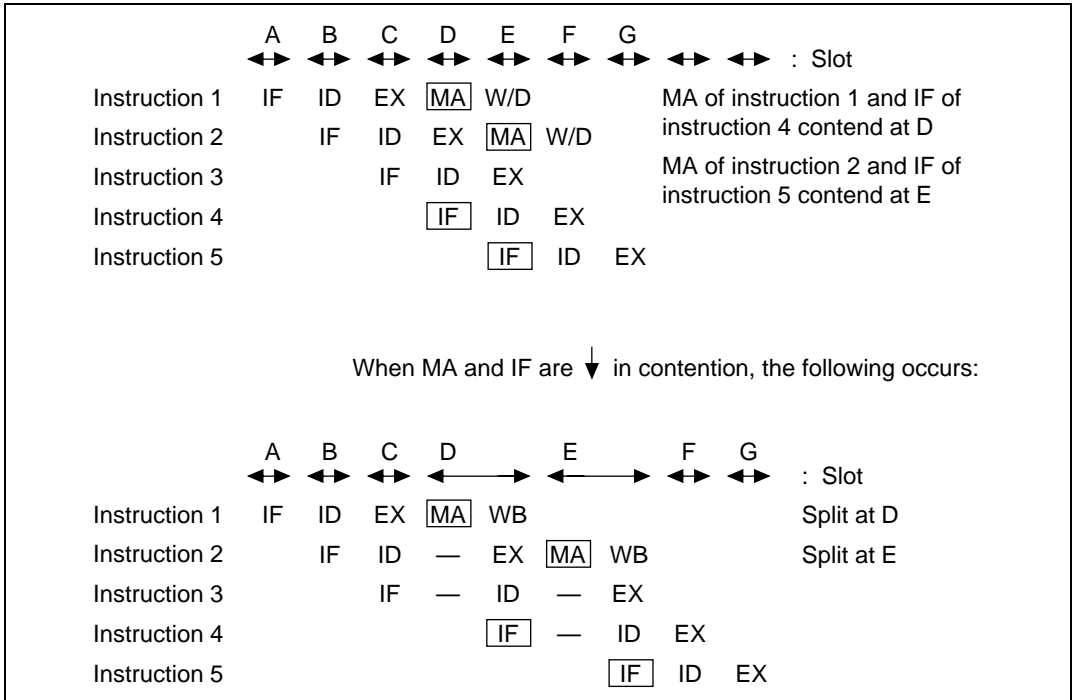 A B C D E F G
: Slot
Instruction 1 IF ID EX MA W/D MA of instruction 1 and IF of
instruction 4 contend at D
Instruction 2 IF ID EX MA W/D
MA of instruction 2 and IF of
instruction 5 contend at E
Instruction 3 IF ID EX
Instruction 4 IF ID EX
Instruction 5 IF ID EX
When MA and IF are in contention, the following occurs:
A B C D E F G
: Slot
Instruction 1 IF ID EX MA WB Split at D
Instruction 2 IF ID — EX MA WB Split at E
Instruction 3 IF — ID — EX
Instruction 4 IF — ID EX
Instruction 5 IF ID EX